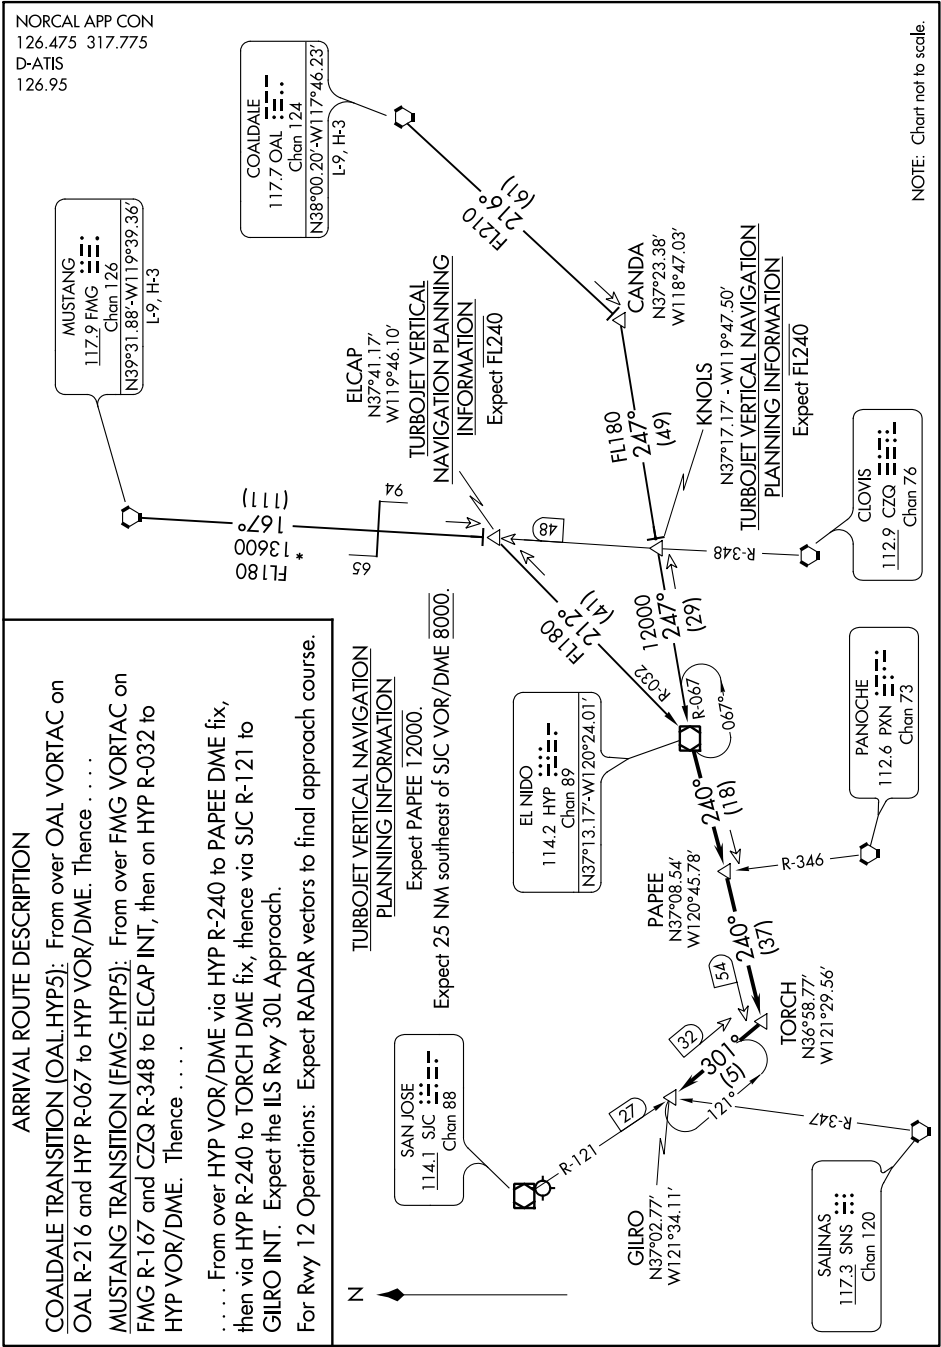 NORCAL APP CON
126.475 317.775
D-ATIS
126.95
ARRIVAL ROUTE DESCRIPTION
COALDALE TRANSITION (OAL.HYP5): From over OAL VORTAC on
OAL R-216 and HYP R-067 to HYP VOR/DME. Thence . . . .
MUSTANG TRANSITION (FMG.HYP5): From over FMG VORTAC on
FMG R-167 and CZQ R-348 to ELCAP INT, then on HYP R-032 to
HYP VOR/DME. Thence . . . .
. . . . From over HYP VOR/DME via HYP R-240 to PAPEE DME fix,
then via HYP R-240 to TORCH DME fix, thence via SJC R-121 to
GILRO INT. Expect the ILS Rwy 30L Approach.
For Rwy 12 Operations: Expect RADAR vectors to final approach course.
MUSTANG
117.9 FMG
Chan 126
N39°31.88'-W119°39.36'
L-9, H-3
COALDALE
117.7 OAL
Chan 124
N38°00.20'-W117°46.23'
L-9, H-3
FL180
*13600
167°
(111)
65
94
FL210
216°
(61)
ELCAP
N37°41.17'
W119°46.10'
TURBOJET VERTICAL
NAVIGATION PLANNING
INFORMATION
Expect FL240
CANDA
N37°23.38'
W118°47.03'
FL180
247°
(49)
KNOLS
N37°17.17' - W119°47.50'
TURBOJET VERTICAL NAVIGATION
PLANNING INFORMATION
Expect FL240
48
R-348
CLOVIS
112.9 CZQ
Chan 76
FL180
212°
(41)
R-032
12000
247°
(29)
R-067
067°
TURBOJET VERTICAL NAVIGATION
PLANNING INFORMATION
Expect PAPEE 12000.
Expect 25 NM southeast of SJC VOR/DME 8000.
EL NIDO
114.2 HYP
Chan 89
N37°13.17'-W120°24.01'
240°
(18)
PAPEE
N37°08.54'
W120°45.78'
R-346
PANOCHE
112.6 PXN
Chan 73
240°
(37)
54
TORCH
N36°58.77'
W121°29.56'
32
301°
(5)
121°
SAN JOSE
114.1 SJC
Chan 88
R-121
27
GILRO
N37°02.77'
W121°34.11'
R-347
SALINAS
117.3 SNS
Chan 120
N
NOTE: Chart not to scale.